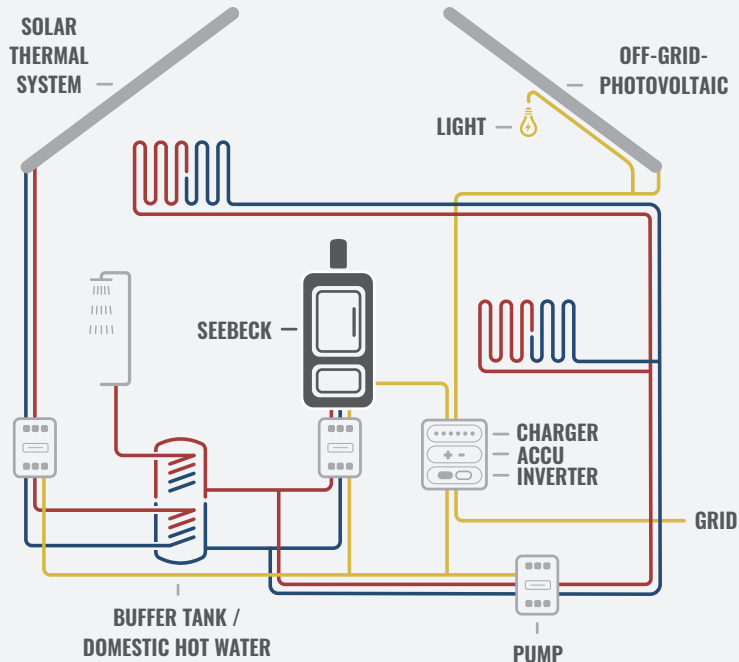 SOLAR
THERMAL
SYSTEM
OFF-GRID-
PHOTOVOLTAIC
LIGHT
SEEBECK
CHARGER
ACCU
INVERTER
GRID
BUFFER TANK /
DOMESTIC HOT WATER
PUMP